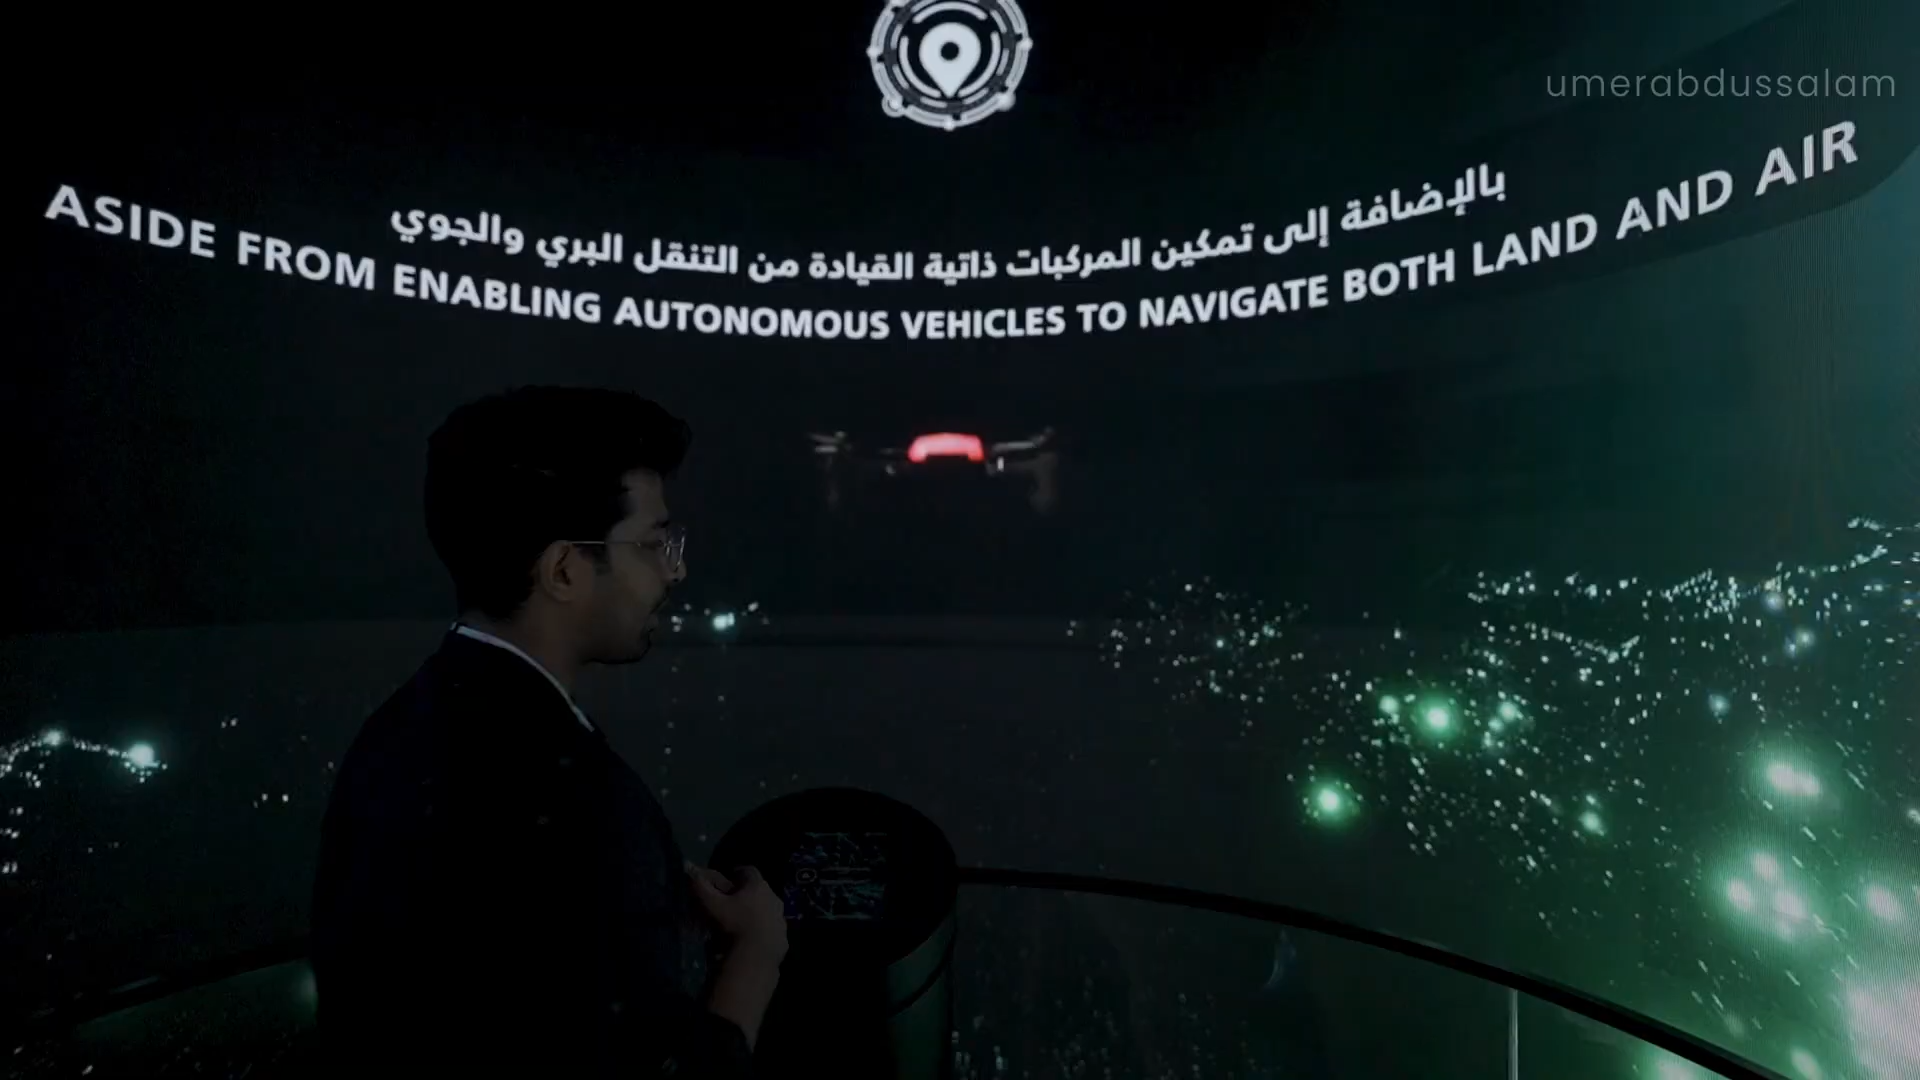 umerabdussalam
بالإضافة إلى تمكين المركبات ذاتية القيادة من التنقل البري والجوي
ASIDE FROM ENABLING AUTONOMOUS VEHICLES TO NAVIGATE BOTH LAND AND AIR